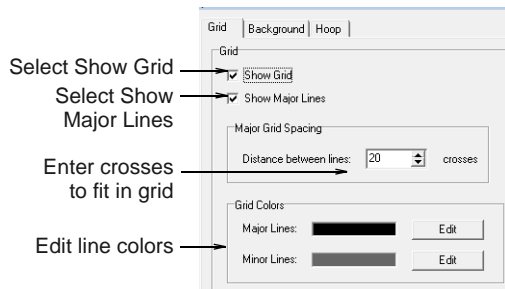 Grid Background Hoop
Grid
Select Show Grid
Show Grid
Select Show
Major Lines
Show Major Lines
Major Grid Spacing
Distance between lines: 20 crosses
Enter crosses
to fit in grid
Grid Colors
Major Lines: Edit
Edit line colors
Minor Lines: Edit